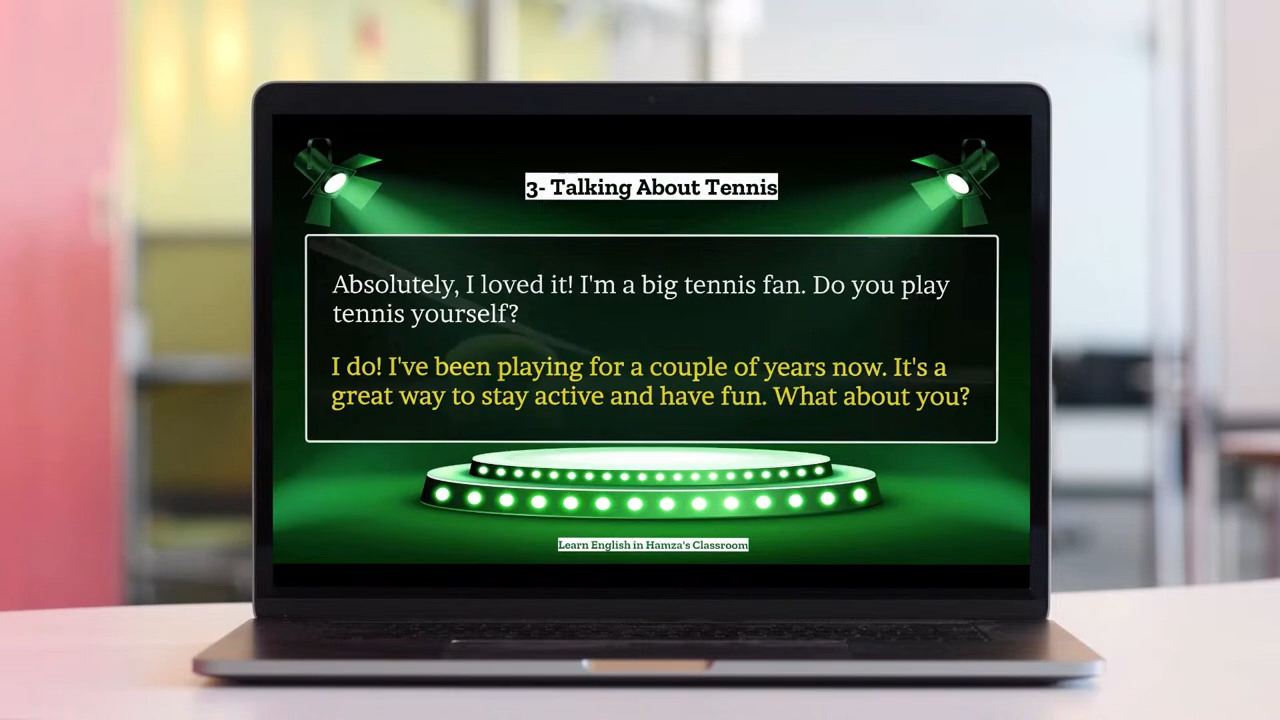 3- Talking About Tennis
Absolutely, I loved it! I'm a big tennis fan. Do you play
tennis yourself?
I do! I've been playing for a couple of years now. It's a
great way to stay active and have fun. What about you?
Learn English in Hamza's Classroom